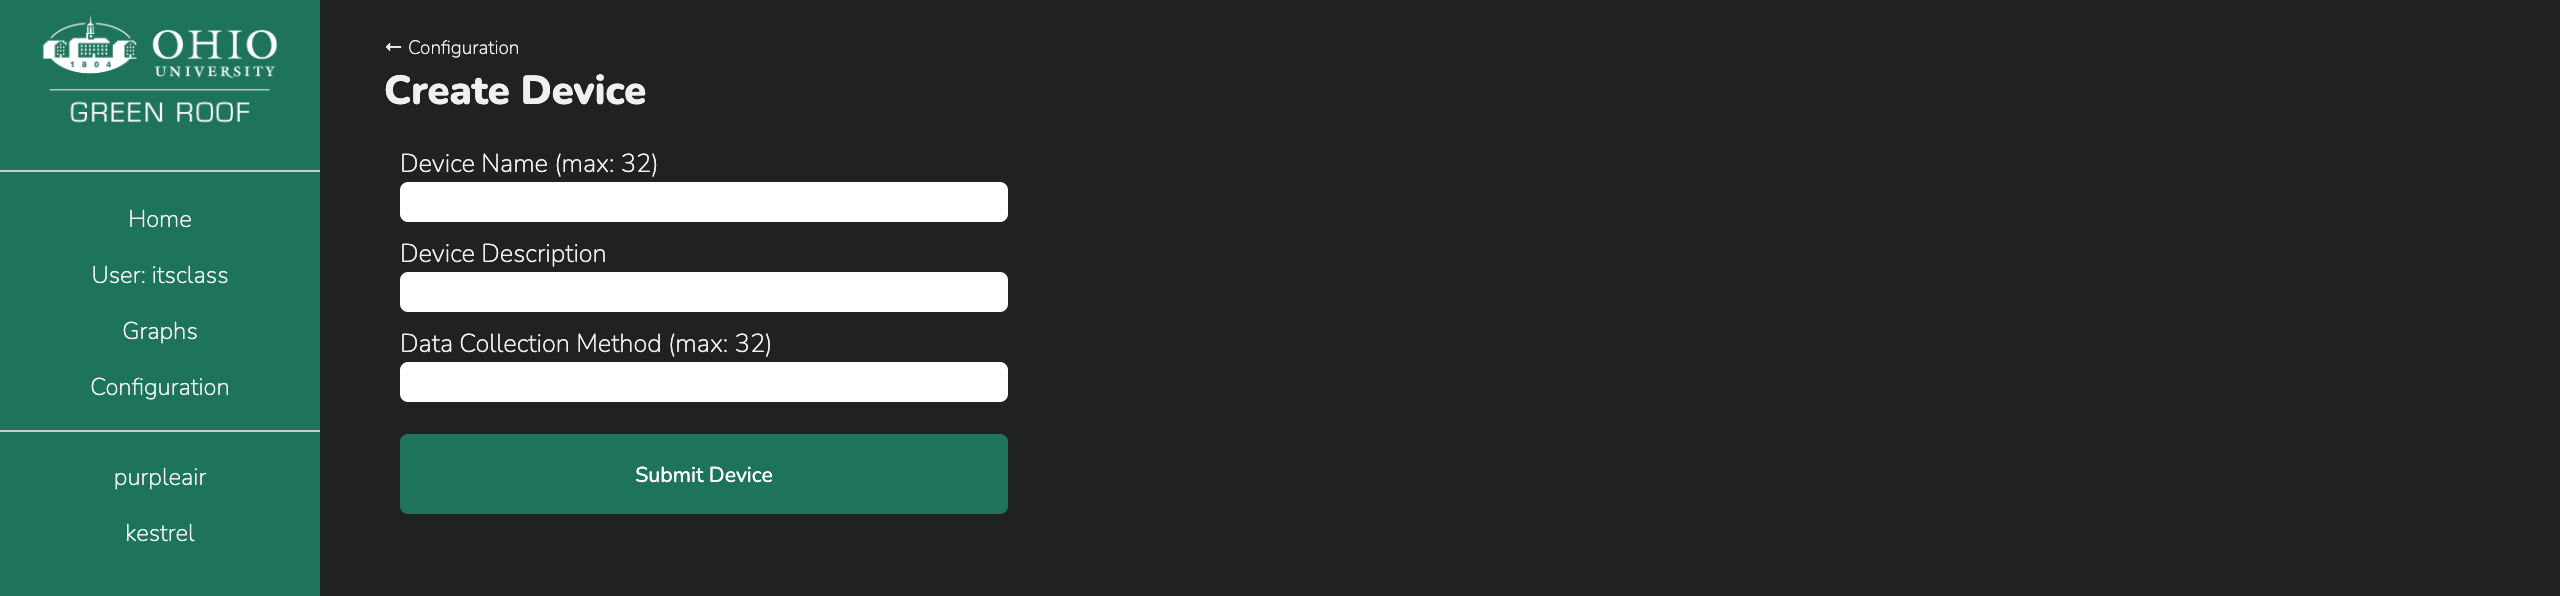 1804
OHIO
UNIVERSITY
GREEN ROOF
Home
User: itsclass
Graphs
Configuration
purpleair
kestrel
← Configuration
Create Device
Device Name (max: 32)
Device Description
Data Collection Method (max: 32)
Submit Device